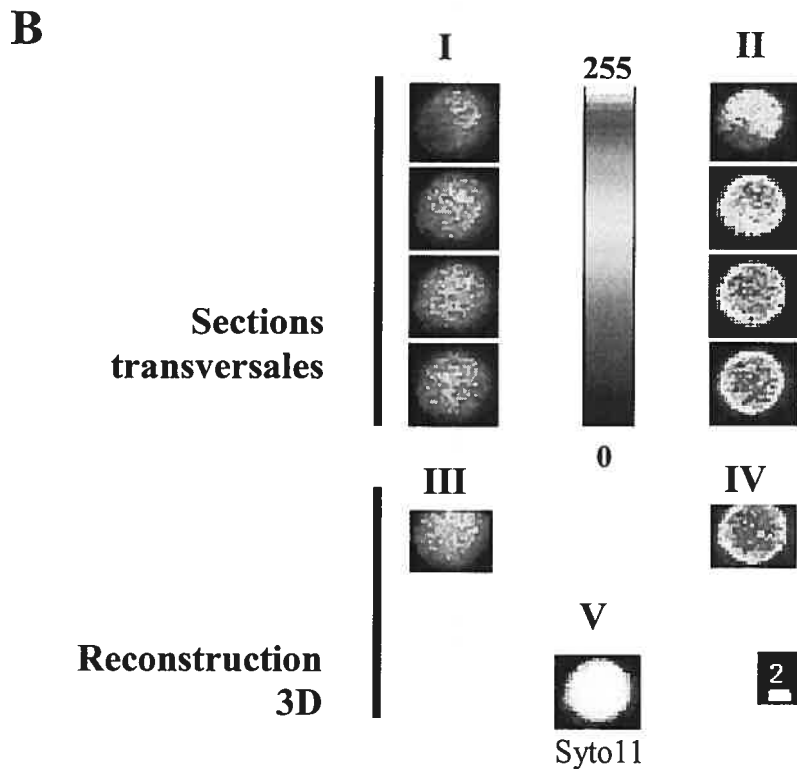 B
I
II
255
Sections
transversales
0
III
IV
V
Reconstruction
3D
2
Syto11